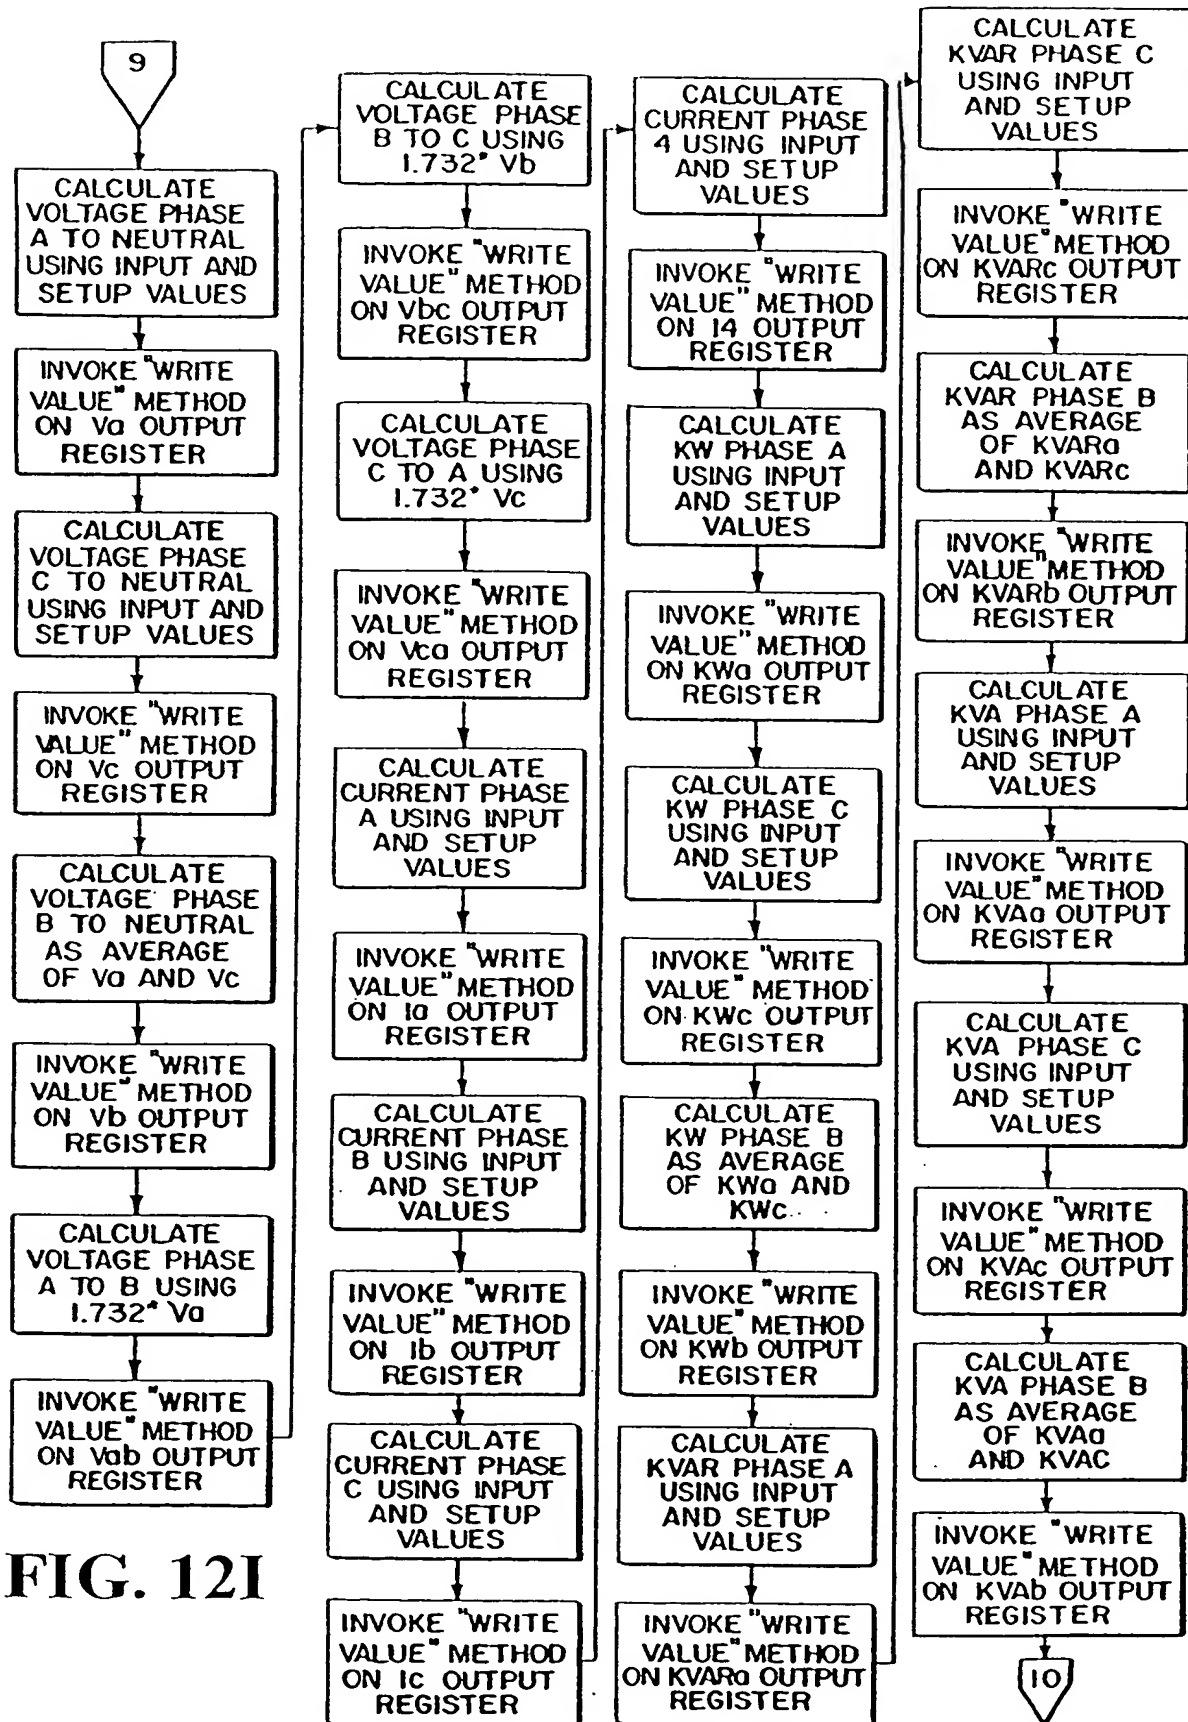 9
CALCULATE
VOLTAGE PHASE
A TO NEUTRAL
USING INPUT AND
SETUP VALUES
INVOKE "WRITE
VALUE" METHOD
ON Va OUTPUT
REGISTER
CALCULATE
VOLTAGE PHASE
C TO NEUTRAL
USING INPUT AND
SETUP VALUES
INVOKE "WRITE
VALUE" METHOD
ON Vc OUTPUT
REGISTER
CALCULATE
VOLTAGE PHASE
B TO NEUTRAL
AS AVERAGE
OF Va AND Vc
INVOKE "WRITE
VALUE" METHOD
ON Vb OUTPUT
REGISTER
CALCULATE
VOLTAGE PHASE
A TO B USING
1.732* Va
INVOKE "WRITE
VALUE" METHOD
ON Vab OUTPUT
REGISTER
CALCULATE
VOLTAGE PHASE
B TO C USING
1.732* Vb
INVOKE "WRITE
VALUE" METHOD
ON Vbc OUTPUT
REGISTER
CALCULATE
VOLTAGE PHASE
C TO A USING
1.732* Vc
INVOKE "WRITE
VALUE" METHOD
ON Vca OUTPUT
REGISTER
CALCULATE
CURRENT PHASE
A USING INPUT
AND SETUP
VALUES
INVOKE "WRITE
VALUE" METHOD
ON Ia OUTPUT
REGISTER
CALCULATE
CURRENT PHASE
B USING INPUT
AND SETUP
VALUES
INVOKE "WRITE
VALUE" METHOD
ON Ib OUTPUT
REGISTER
CALCULATE
CURRENT PHASE
C USING INPUT
AND SETUP
VALUES
INVOKE "WRITE
VALUE" METHOD
ON Ic OUTPUT
REGISTER
CALCULATE
CURRENT PHASE
4 USING INPUT
AND SETUP
VALUES
INVOKE "WRITE
VALUE" METHOD
ON I4 OUTPUT
REGISTER
CALCULATE
KW PHASE A
USING INPUT
AND SETUP
VALUES
INVOKE "WRITE
VALUE" METHOD
ON KWa OUTPUT
REGISTER
CALCULATE
KW PHASE C
USING INPUT
AND SETUP
VALUES
INVOKE "WRITE
VALUE" METHOD
ON KWc OUTPUT
REGISTER
CALCULATE
KW PHASE B
AS AVERAGE
OF KWa AND
KWc
INVOKE "WRITE
VALUE" METHOD
ON KWb OUTPUT
REGISTER
CALCULATE
KVAR PHASE A
USING INPUT
AND SETUP
VALUES
INVOKE "WRITE
VALUE" METHOD
ON KVARa OUTPUT
REGISTER
CALCULATE
KVAR PHASE C
USING INPUT
AND SETUP
VALUES
INVOKE "WRITE
VALUE" METHOD
ON KVARc OUTPUT
REGISTER
CALCULATE
KVAR PHASE B
AS AVERAGE
OF KVARa
AND KVARc
INVOKE "WRITE
VALUE" METHOD
ON KVARb OUTPUT
REGISTER
CALCULATE
KVA PHASE A
USING INPUT
AND SETUP
VALUES
INVOKE "WRITE
VALUE" METHOD
ON KVAa OUTPUT
REGISTER
CALCULATE
KVA PHASE C
USING INPUT
AND SETUP
VALUES
INVOKE "WRITE
VALUE" METHOD
ON KVAc OUTPUT
REGISTER
CALCULATE
KVA PHASE B
AS AVERAGE
OF KVAa
AND KVAC
INVOKE "WRITE
VALUE" METHOD
ON KVAb OUTPUT
REGISTER
10
FIG. 12I